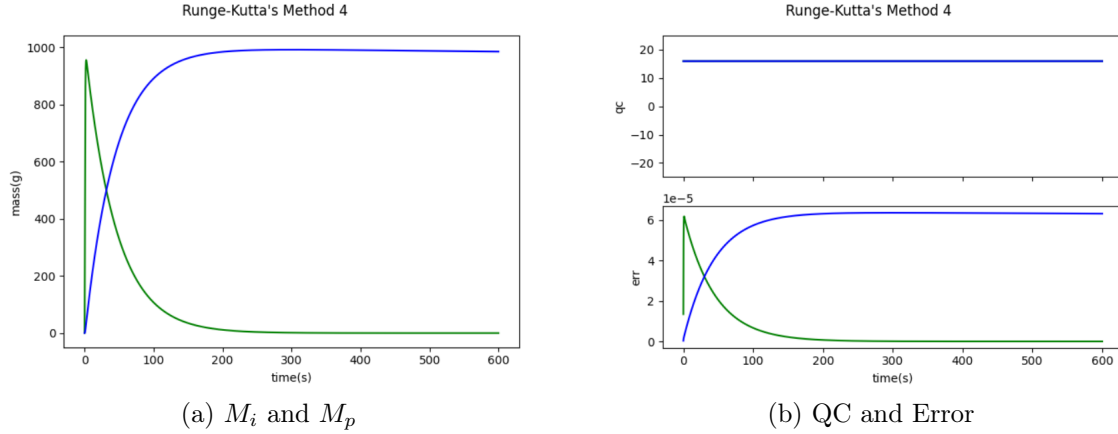 Runge-Kutta's Method 4
1000
800
600
400
200
0
mass(g)
0 100 200 300 400 500 600
time(s)
(a) M_i and M_p
Runge-Kutta's Method 4
20
10
0
−10
−20
qc
1e−5
6
4
2
0
err
0 100 200 300 400 500 600
time(s)
(b) QC and Error